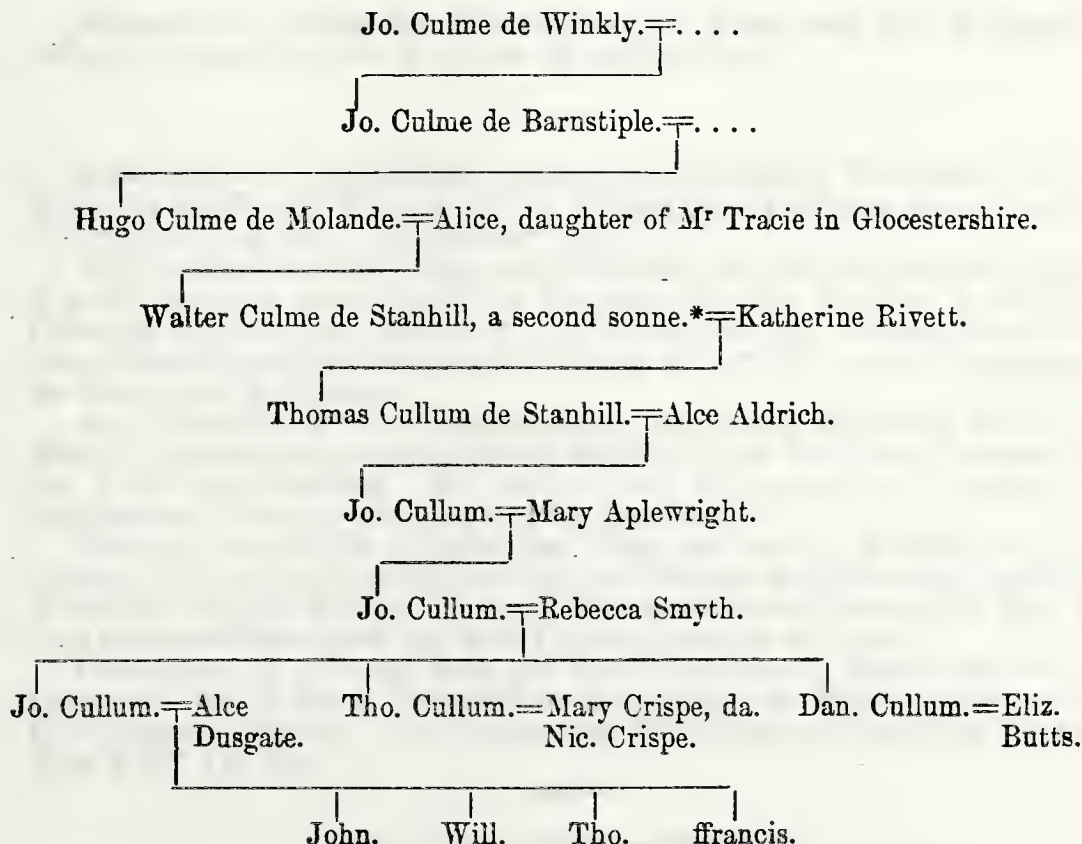 Jo. Culme de Winkly.=. . . .
Jo. Culme de Barnstiple.=. . . .
Hugo Culme de Molande.=Alice, daughter of Mr Tracie in Glocestershire.
Walter Culme de Stanhill, a second sonne.*=Katherine Rivett.
Thomas Cullum de Stanhill.=Alce Aldrich.
Jo. Cullum.=Mary Aplewright.
Jo. Cullum.=Rebecca Smyth.
Jo. Cullum.=Alce Tho. Cullum.=Mary Crispe, da. Dan. Cullum.=Eliz.
Dusgate. Nic. Crispe. Butts.
John. Will. Tho. ffrancis.